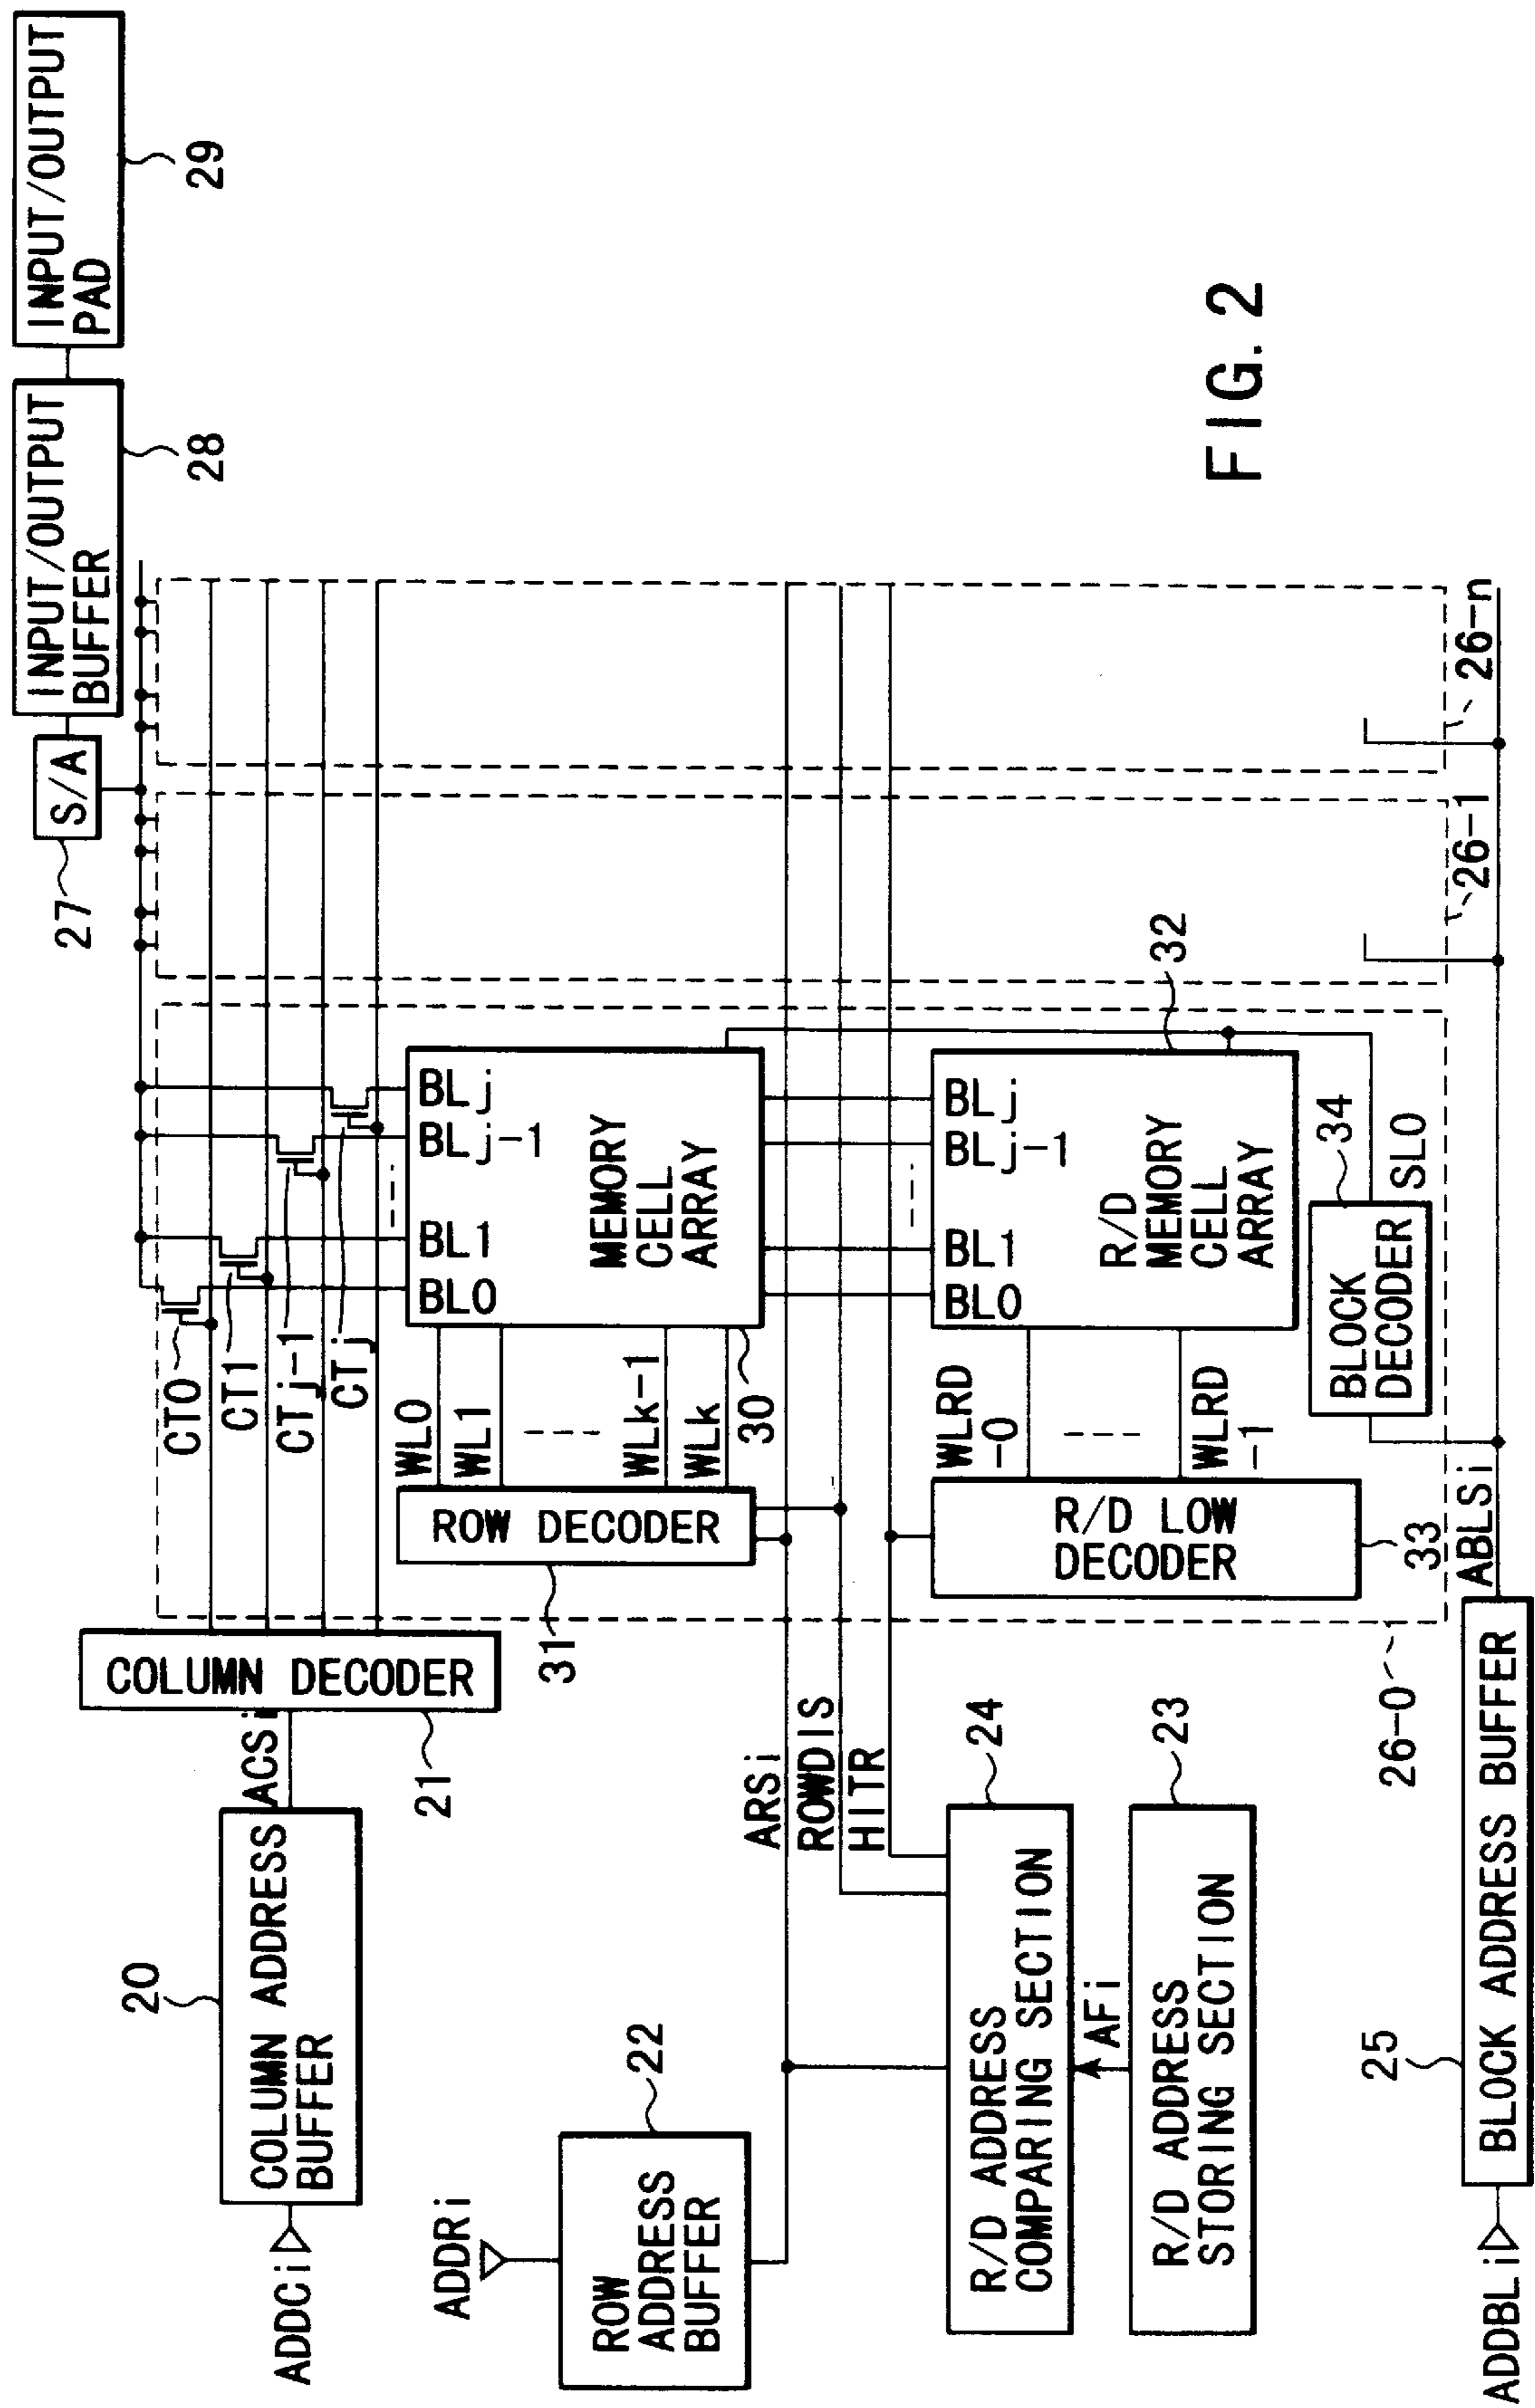 ADDCi
20
COLUMN ADDRESS
BUFFER
ACSi
COLUMN DECODER
21
27
S/A
INPUT/OUTPUT
BUFFER
28
INPUT/OUTPUT
PAD
29
CT0
CT1
CTj-1
CTj
ADDRi
ROW
ADDRESS
BUFFER
22
31
ROW DECODER
WL0
WL1
WLk-1
WLk
30
BL0
BL1
BLj-1
BLj
MEMORY
CELL
ARRAY
ARSi
ROWDIS
HITR
R/D ADDRESS
COMPARING SECTION
24
AFi
R/D ADDRESS
STORING SECTION
23
R/D LOW
DECODER
33
WLRD
-0
WLRD
-1
BL0
BL1
BLj-1
BLj
R/D
MEMORY
CELL
ARRAY
32
BLOCK
DECODER
34
SL0
26-0
26-1
26-n
ADDBLi
25
BLOCK ADDRESS BUFFER
ABLSi
FIG. 2